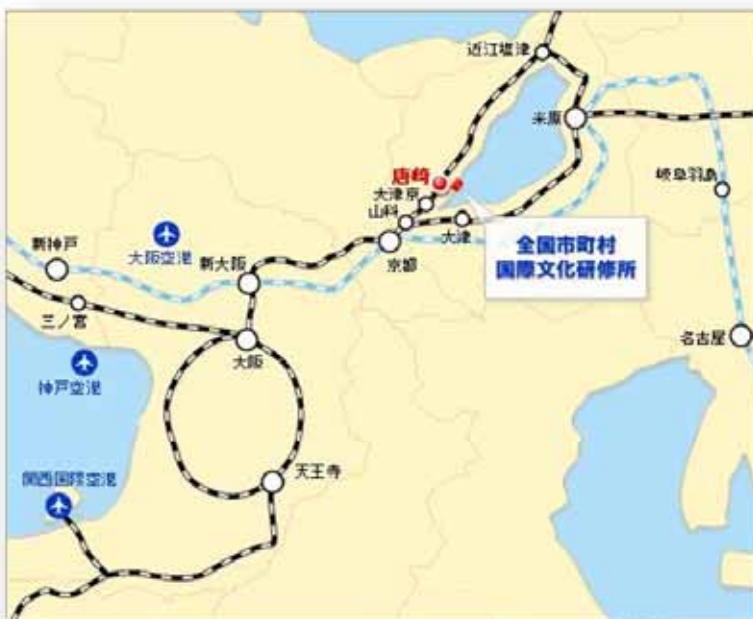 近江塩津
米原
岐阜羽島
唐崎
大津京
山科
大津
全国市町村
国際文化研修所
京都
新大阪
大阪空港
新神戸
三ノ宮
大阪
名古屋
神戸空港
天王寺
関西国際空港